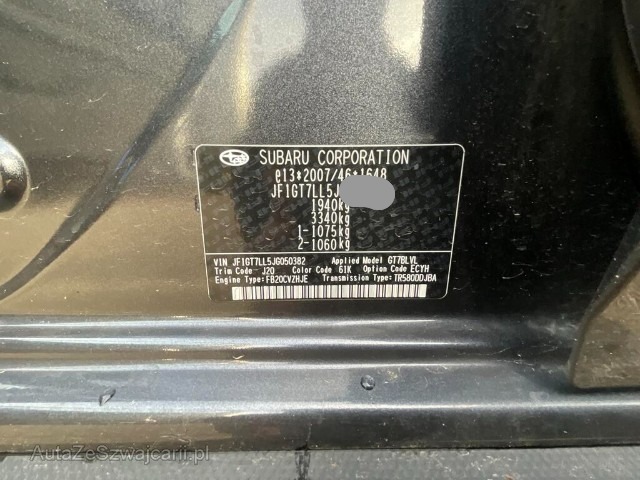 SUBARU CORPORATION
e13*2007/46*1648
JF1GT7LL5J
1940kg
3340kg
1-1075kg
2-1060kg
VIN JF1GT7LL5JG050382 Applied Model GT7BLVL
Trim Code- J20 Color Code- 61K Option Code ECYH
Engine Type:FB20CVZHJE Transmission Type:TR580DDJBA
AutaZeSzwajcarii.pl